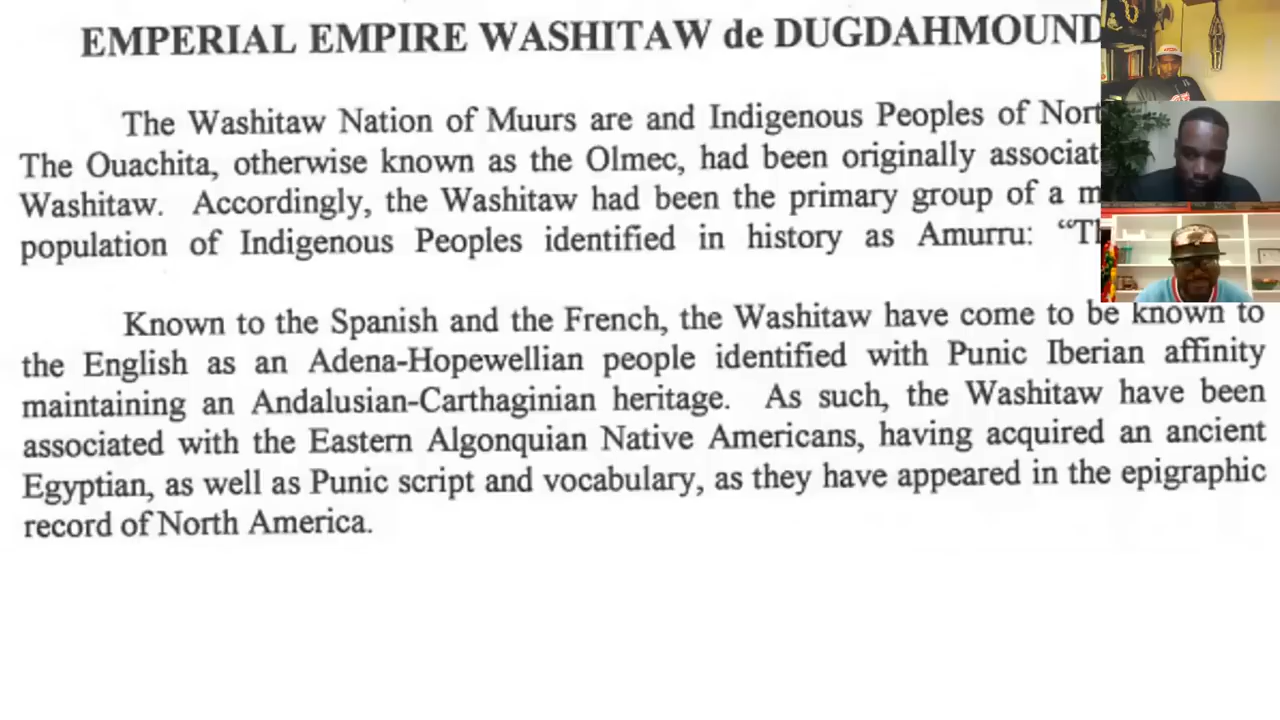 EMPERIAL EMPIRE WASHITAW de DUGDAHMOUND
The Washitaw Nation of Muurs are and Indigenous Peoples of
The Ouachita, otherwise known as the Olmec, had been originally
Washitaw. Accordingly, the Washitaw had been the primary group of a
population of Indigenous Peoples identified in history as Amurru:
Known to the Spanish and the French, the Washitaw have come to be known to
the English as an Adena-Hopewellian people identified with Punic Iberian affinity
maintaining an Andalusian-Carthaginian heritage. As such, the Washitaw have been
associated with the Eastern Algonquian Native Americans, having acquired an ancient
Egyptian, as well as Punic script and vocabulary, as they have appeared in the epigraphic
record of North America.